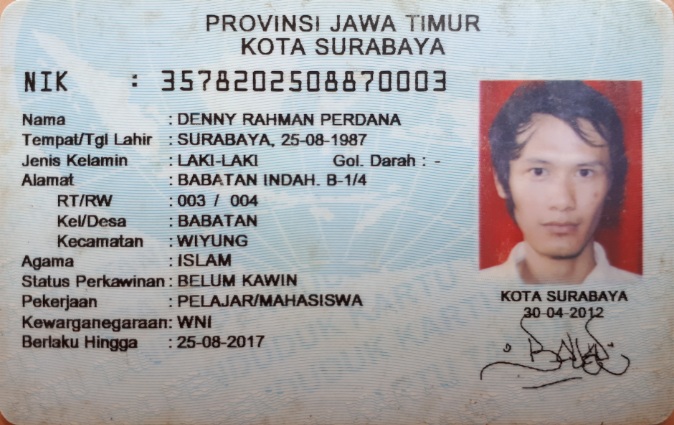 PROVINSI JAWA TIMUR
KOTA SURABAYA
NIK : 3578202508870003
Nama : DENNY RAHMAN PERDANA
Tempat/Tgl Lahir : SURABAYA, 25-08-1987
Jenis Kelamin : LAKI-LAKI Gol. Darah : -
Alamat : BABATAN INDAH. B-1/4
RT/RW : 003 / 004
Kel/Desa : BABATAN
Kecamatan : WIYUNG
Agama : ISLAM
Status Perkawinan : BELUM KAWIN
Pekerjaan : PELAJAR/MAHASISWA
Kewarganegaraan: WNI
Berlaku Hingga : 25-08-2017
KOTA SURABAYA
30-04-2012